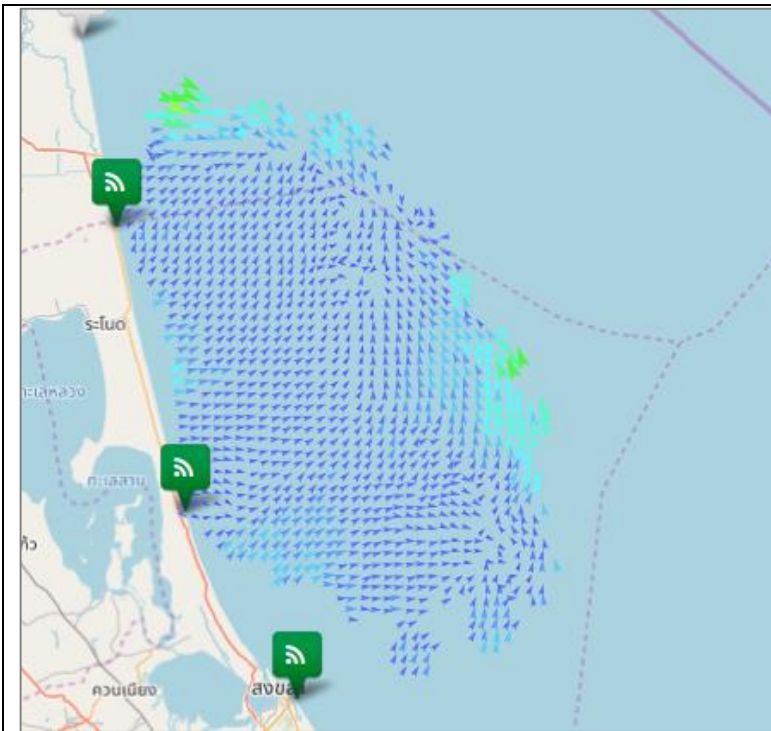 ระโนด
ทะเลหลวง
ทะเลสาบ
ควนเนียง
สงขล